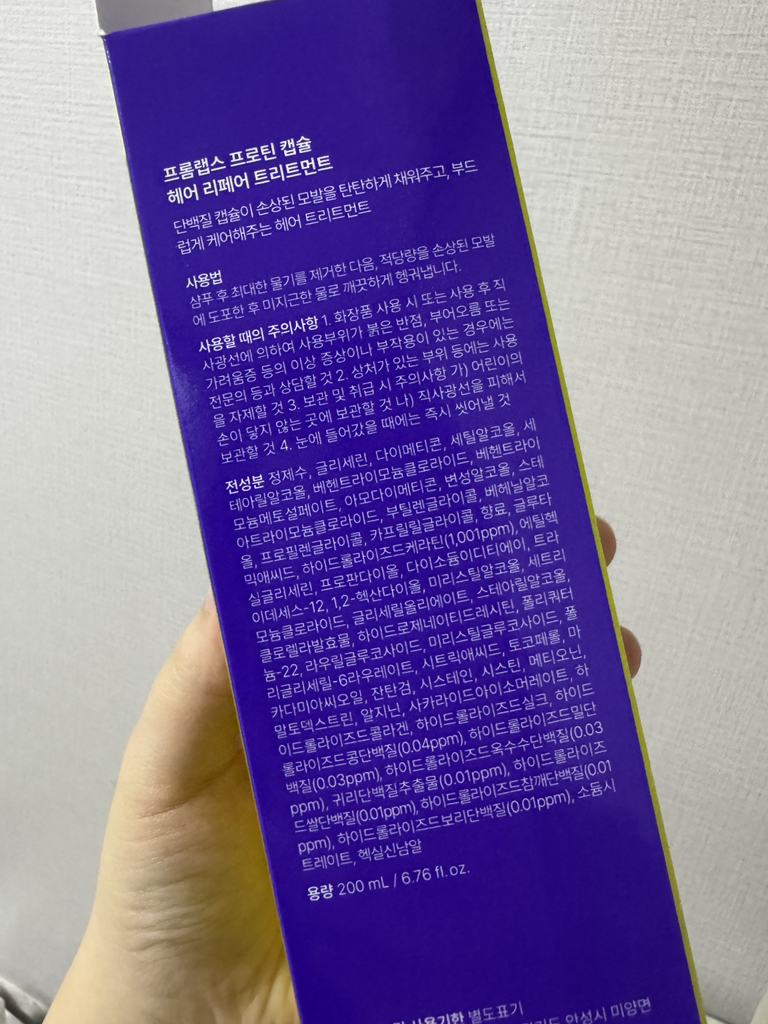 프롬랩스 프로틴 캡슐
헤어 리페어 트리트먼트
단백질 캡슐이 손상된 모발을 탄탄하게 채워주고, 부드
럽게 케어해주는 헤어 트리트먼트
사용법
샴푸 후 최대한 물기를 제거한 다음, 적당량을 손상된 모발
에 도포한 후 미지근한 물로 깨끗하게 헹궈냅니다.
사용할 때의 주의사항 1. 화장품 사용 시 또는 사용 후 직
사광선에 의하여 사용부위가 붉은 반점, 부어오름 또는
가려움증 등의 이상 증상이나 부작용이 있는 경우에는
전문의 등과 상담할 것 2. 상처가 있는 부위 등에는 사용
을 자제할 것 3. 보관 및 취급 시 주의사항 가) 어린이의
손이 닿지 않는 곳에 보관할 것 나) 직사광선을 피해서
보관할 것 4. 눈에 들어갔을 때에는 즉시 씻어낼 것
전성분 정제수, 글리세린, 다이메티콘, 세틸알코올, 세
테아릴알코올, 베헨트라이모늄클로라이드, 베헨트라이
모늄메토설페이트, 아모다이메티콘, 변성알코올, 스테
아트라이모늄클로라이드, 부틸렌글라이콜, 베헤닐알코
올, 프로필렌글라이콜, 카프릴릴글라이콜, 향료, 글루타
믹애씨드, 하이드롤라이즈드케라틴(1,001ppm), 에틸헥
실글리세린, 프로판다이올, 다이소듐이디티에이, 트라
이데세스-12, 1,2-헥산다이올, 미리스틸알코올, 세트리
모늄클로라이드, 글리세릴올리에이트, 스테아릴알코올,
클로렐라발효물, 하이드로제네이티드레시틴, 폴리쿼터
늄-22, 라우릴글루코사이드, 미리스틸글루코사이드, 폴
리글리세릴-6라우레이트, 시트릭애씨드, 토코페롤, 마
카다미아씨오일, 잔탄검, 시스테인, 시스틴, 메티오닌,
말토덱스트린, 알지닌, 사카라이드아이소머레이트, 하
이드롤라이즈드콜라겐, 하이드롤라이즈드실크, 하이드
롤라이즈드콩단백질(0.04ppm), 하이드롤라이즈드밀단
백질(0.03ppm), 하이드롤라이즈드옥수수단백질(0.03
ppm), 귀리단백질추출물(0.01ppm), 하이드롤라이즈
드쌀단백질(0.01ppm), 하이드롤라이즈드참깨단백질(0.01
ppm), 하이드롤라이즈드보리단백질(0.01ppm), 소듐시
트레이트, 헥실신남알
용량 200 mL / 6.76 fl. oz.
사용기한 별도표기
안성시 미양면